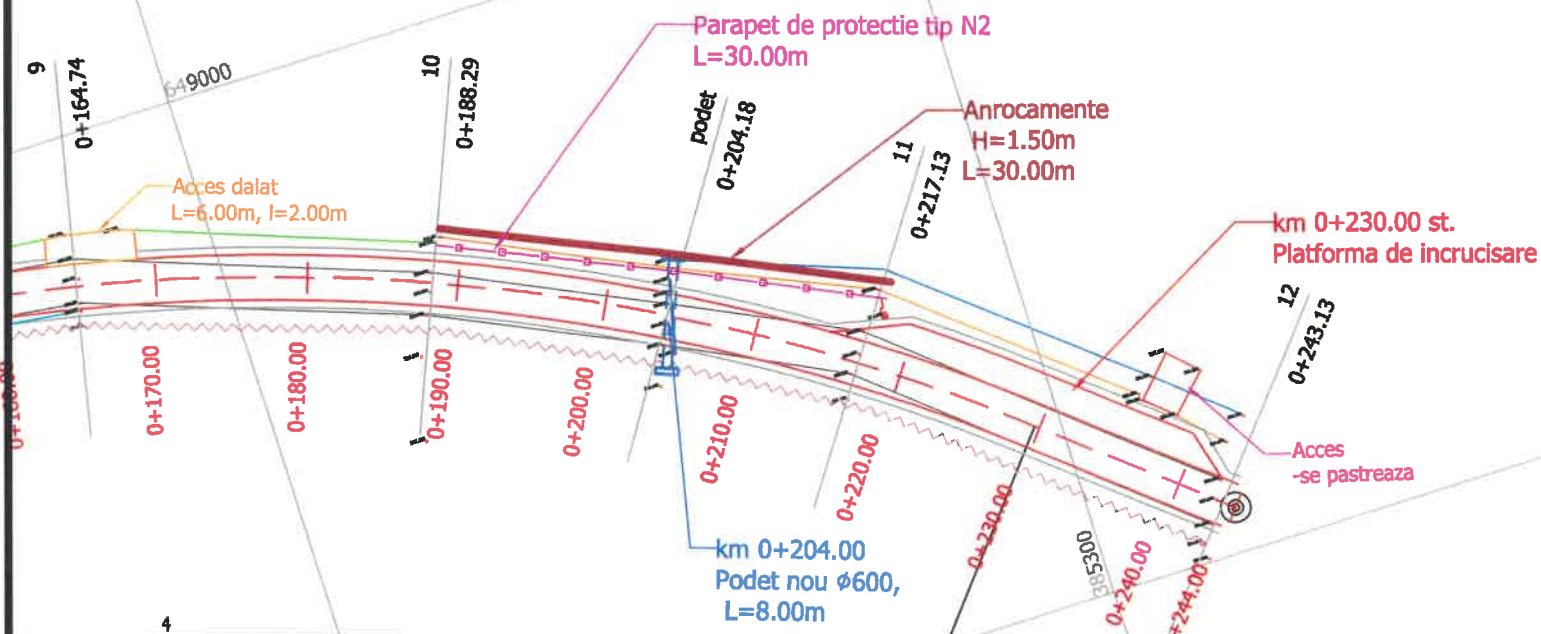 Parapet de protectie tip N2
L=30.00m
9
0+164.74
649000
10
0+188.29
podet
0+204.18
Anrocamente
H=1.50m
L=30.00m
11
0+217.13
Acces dalat
L=6.00m, l=2.00m
km 0+230.00 st.
Platforma de incrucisare
12
0+243.13
0+170.00
0+180.00
0+190.00
0+200.00
0+210.00
0+220.00
0+230.00
0+240.00
+244.00
385300
Acces
-se pastreaza
km 0+204.00
Podet nou ϕ600,
L=8.00m
4